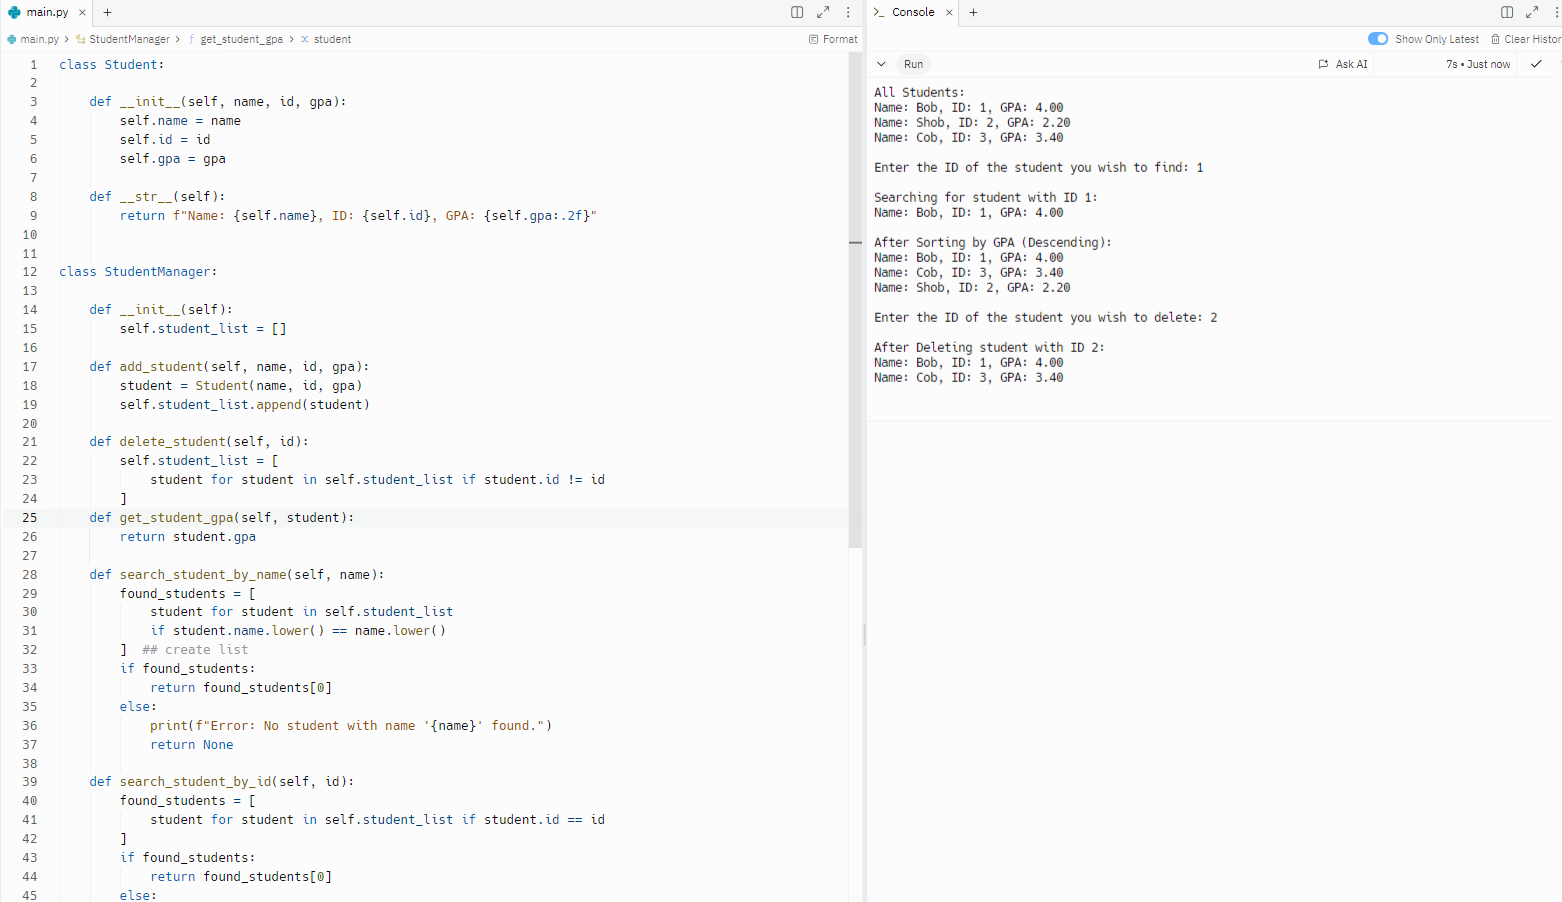 main.py × +
main.py > StudentManager > f get_student_gpa > x student
Format
1 class Student:
2
3     def __init__(self, name, id, gpa):
4         self.name = name
5         self.id = id
6         self.gpa = gpa
7
8     def __str__(self):
9         return f"Name: {self.name}, ID: {self.id}, GPA: {self.gpa:.2f}"
10
11
12 class StudentManager:
13
14     def __init__(self):
15         self.student_list = []
16
17     def add_student(self, name, id, gpa):
18         student = Student(name, id, gpa)
19         self.student_list.append(student)
20
21     def delete_student(self, id):
22         self.student_list = [
23             student for student in self.student_list if student.id != id
24         ]
25     def get_student_gpa(self, student):
26         return student.gpa
27
28     def search_student_by_name(self, name):
29         found_students = [
30             student for student in self.student_list
31             if student.name.lower() == name.lower()
32         ]  ## create list
33         if found_students:
34             return found_students[0]
35         else:
36             print(f"Error: No student with name '{name}' found.")
37             return None
38
39     def search_student_by_id(self, id):
40         found_students = [
41             student for student in self.student_list if student.id == id
42         ]
43         if found_students:
44             return found_students[0]
45         else:
>_ Console × +
Show Only Latest Clear Histor
Run Ask AI 7s • Just now
All Students:
Name: Bob, ID: 1, GPA: 4.00
Name: Shob, ID: 2, GPA: 2.20
Name: Cob, ID: 3, GPA: 3.40
Enter the ID of the student you wish to find: 1
Searching for student with ID 1:
Name: Bob, ID: 1, GPA: 4.00
After Sorting by GPA (Descending):
Name: Bob, ID: 1, GPA: 4.00
Name: Cob, ID: 3, GPA: 3.40
Name: Shob, ID: 2, GPA: 2.20
Enter the ID of the student you wish to delete: 2
After Deleting student with ID 2:
Name: Bob, ID: 1, GPA: 4.00
Name: Cob, ID: 3, GPA: 3.40